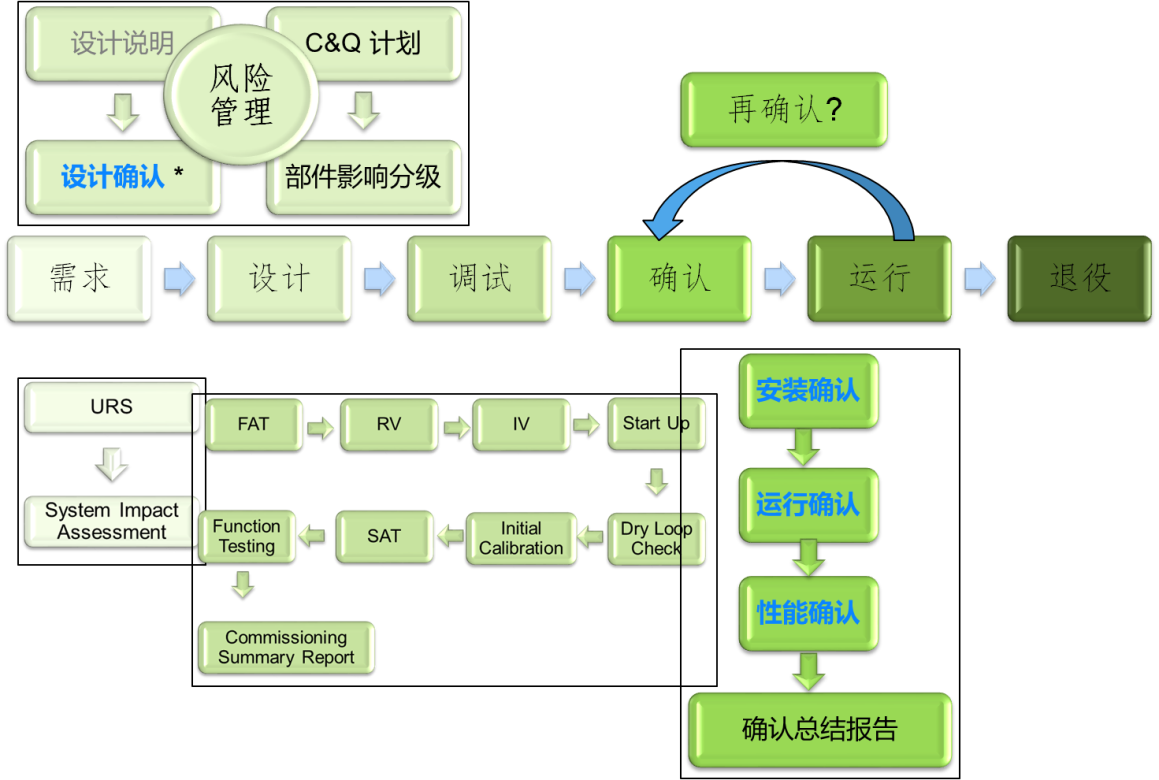 设计说明
C&Q 计划
风险
管理
设计确认 *
部件影响分级
再确认?
需求
设计
调试
确认
运行
退役
URS
System Impact
Assessment
FAT
RV
IV
Start Up
Dry Loop
Check
Initial
Calibration
SAT
Function
Testing
Commissioning
Summary Report
安装确认
运行确认
性能确认
确认总结报告